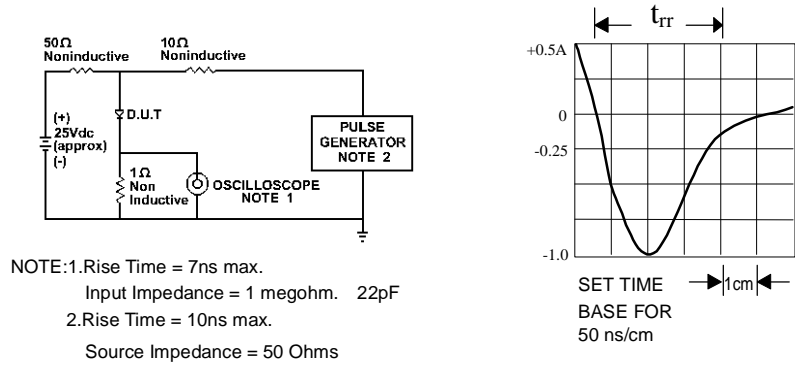 50Ω
Noninductive
10Ω
Noninductive
(+)
25Vdc
(approx)
(-)
D.U.T
1Ω
Non
Inductive
OSCILLOSCOPE
NOTE 1
PULSE
GENERATOR
NOTE 2
NOTE:1.Rise Time = 7ns max.
Input Impedance = 1 megohm. 22pF
2.Rise Time = 10ns max.
Source Impedance = 50 Ohms
trr
+0.5A
0
-0.25
-1.0
SET TIME
BASE FOR
50 ns/cm
1cm